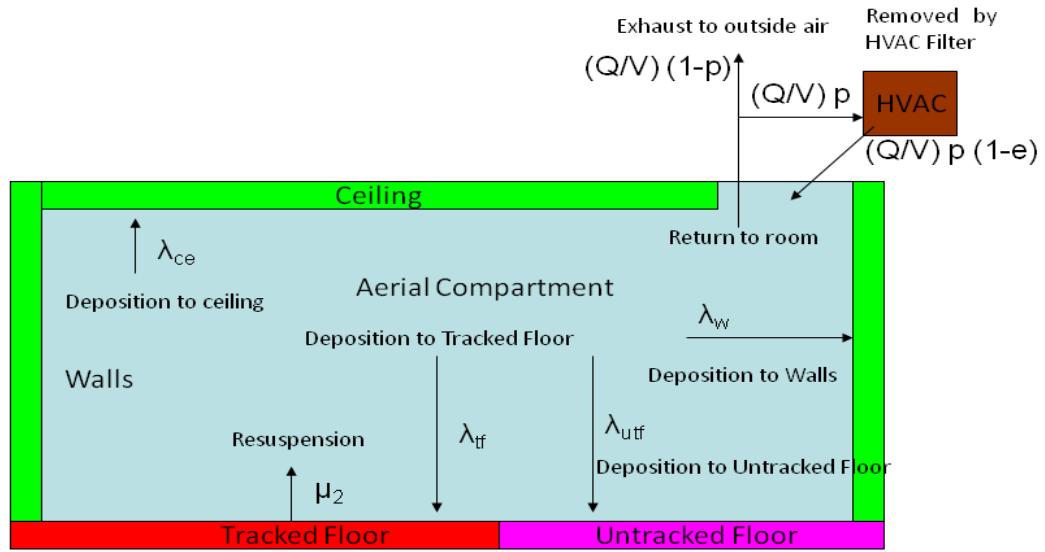 Exhaust to outside air
Removed by
HVAC Filter
(Q/V) (1-p)
(Q/V) p
HVAC
(Q/V) p (1-e)
Ceiling
Return to room
λce
Deposition to ceiling
Aerial Compartment
λw
Deposition to Tracked Floor
Deposition to Walls
Walls
Resuspension
λtf
λutf
Deposition to Untracked Floor
μ2
Tracked Floor
Untracked Floor